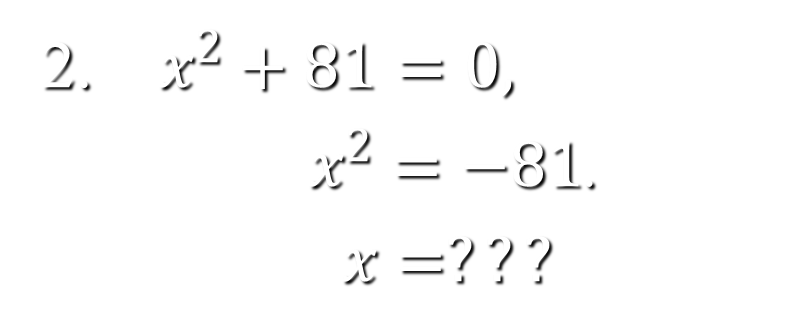 2. x² + 81 = 0,
x² = −81.
x =???